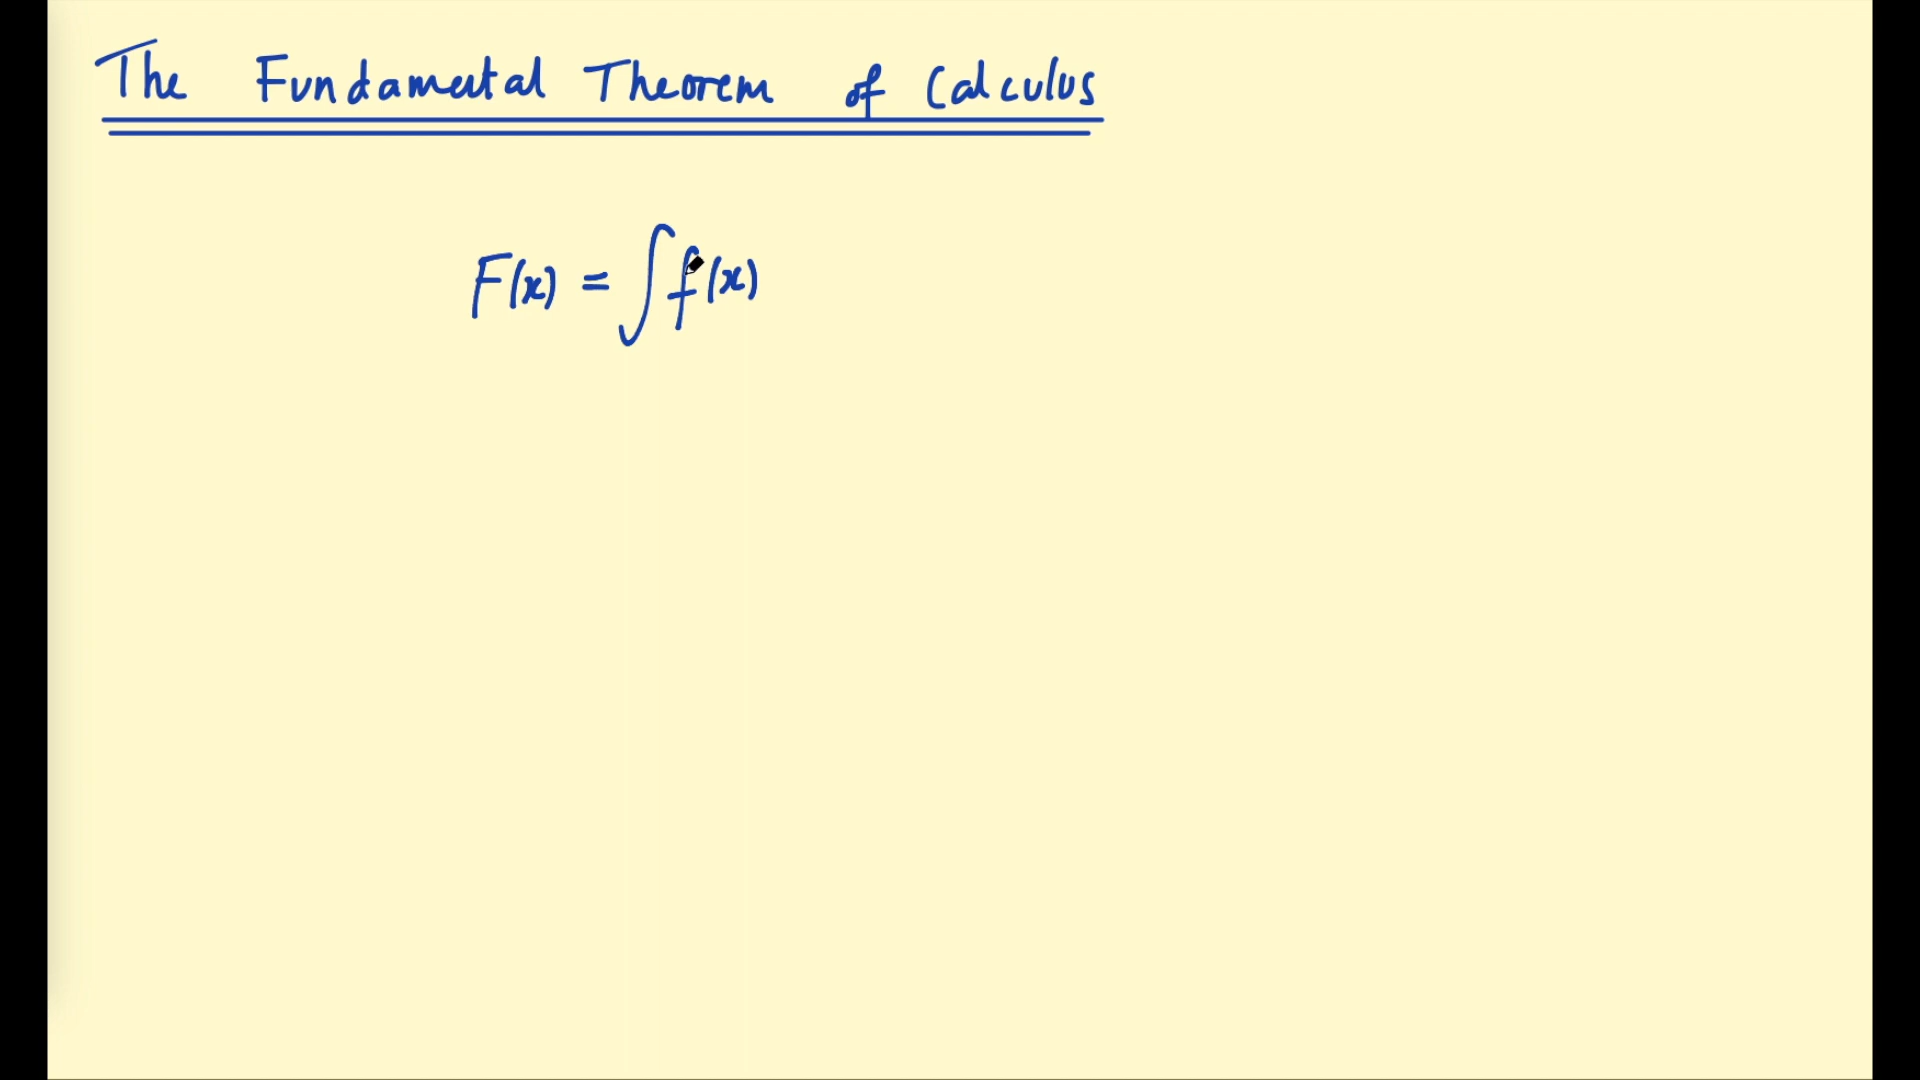 The Fundamental Theorem of Calculus
F(x) = ∫f(x)